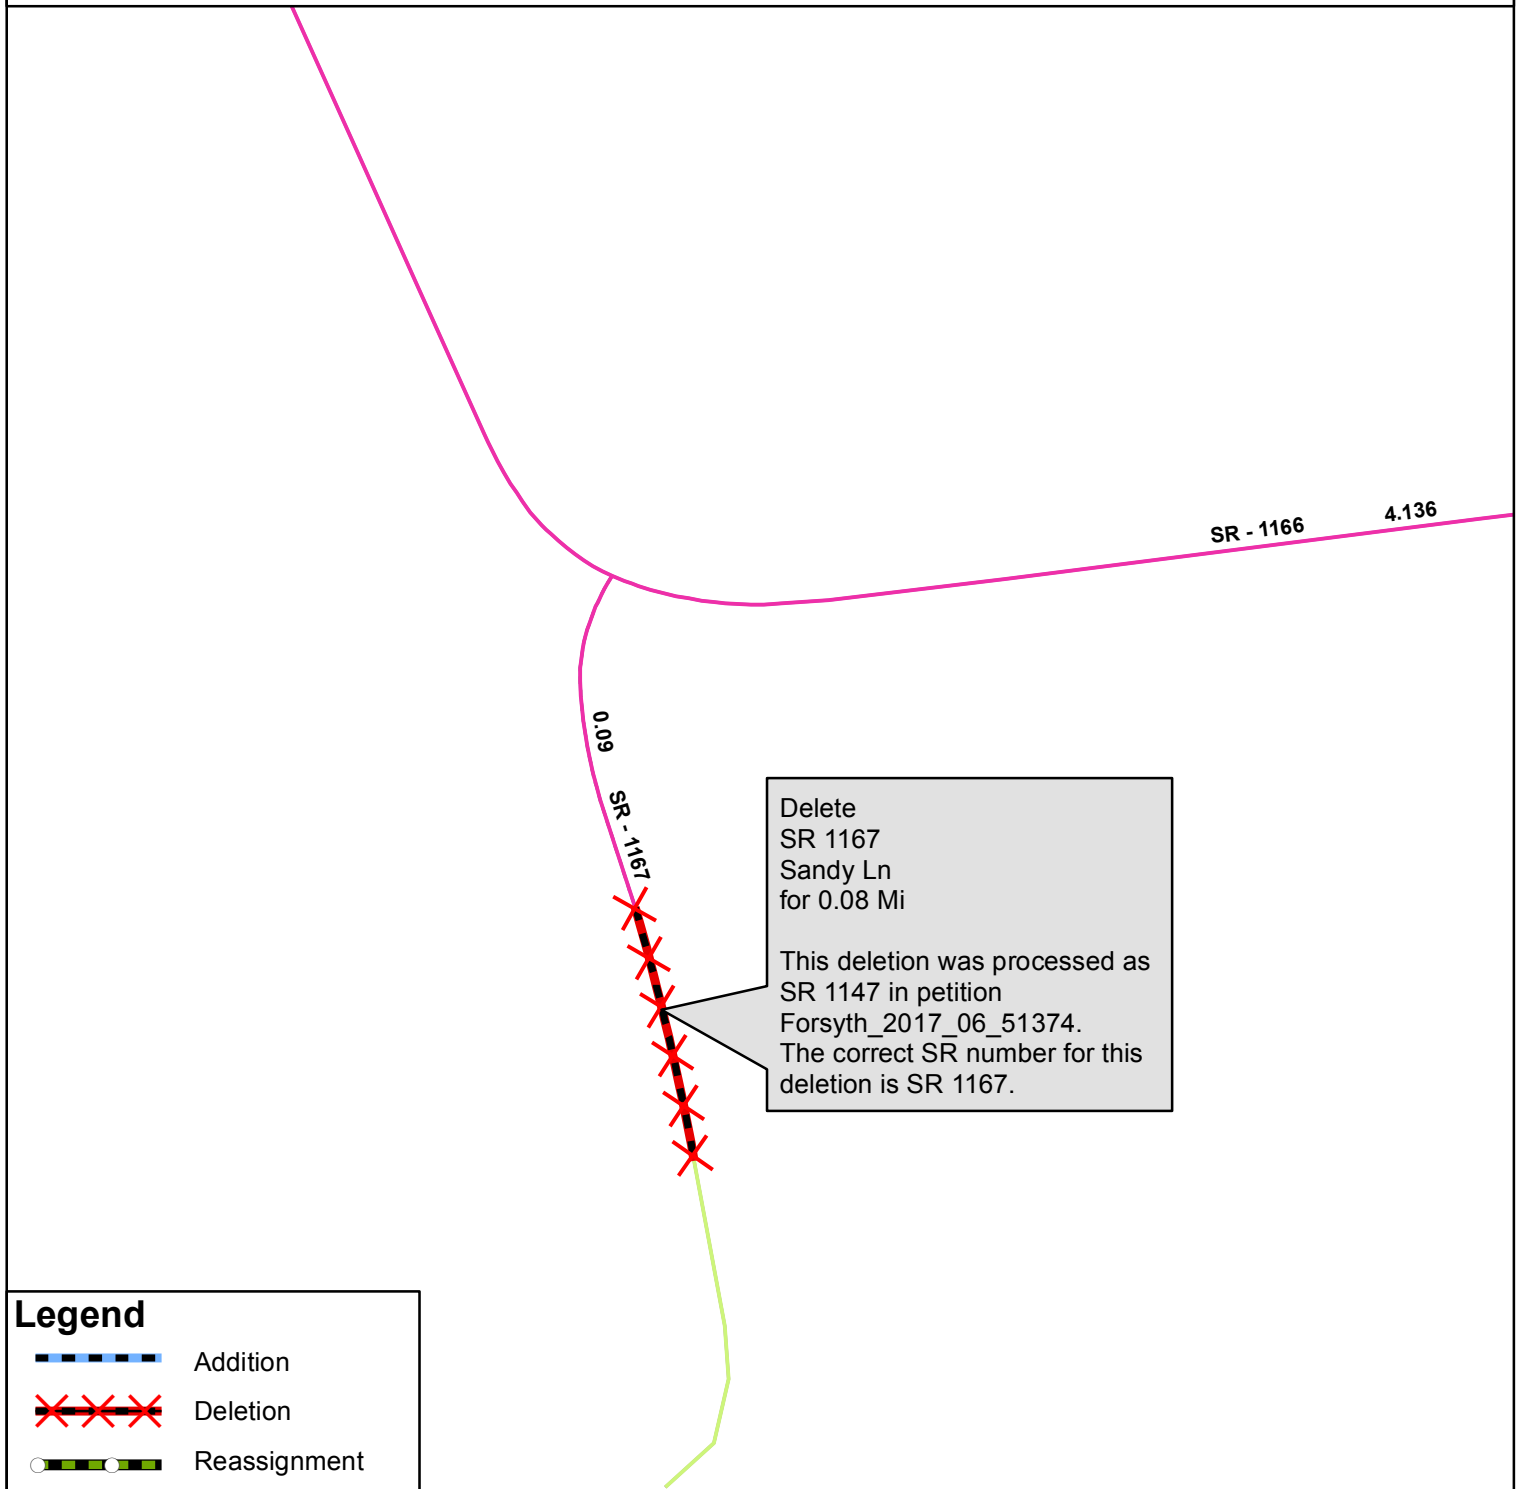 SR - 1166 4.136
0.09
SR - 1167
Delete
SR 1167
Sandy Ln
for 0.08 Mi
This deletion was processed as
SR 1147 in petition
Forsyth_2017_06_51374.
The correct SR number for this
deletion is SR 1167.
Legend
Addition
Deletion
Reassignment